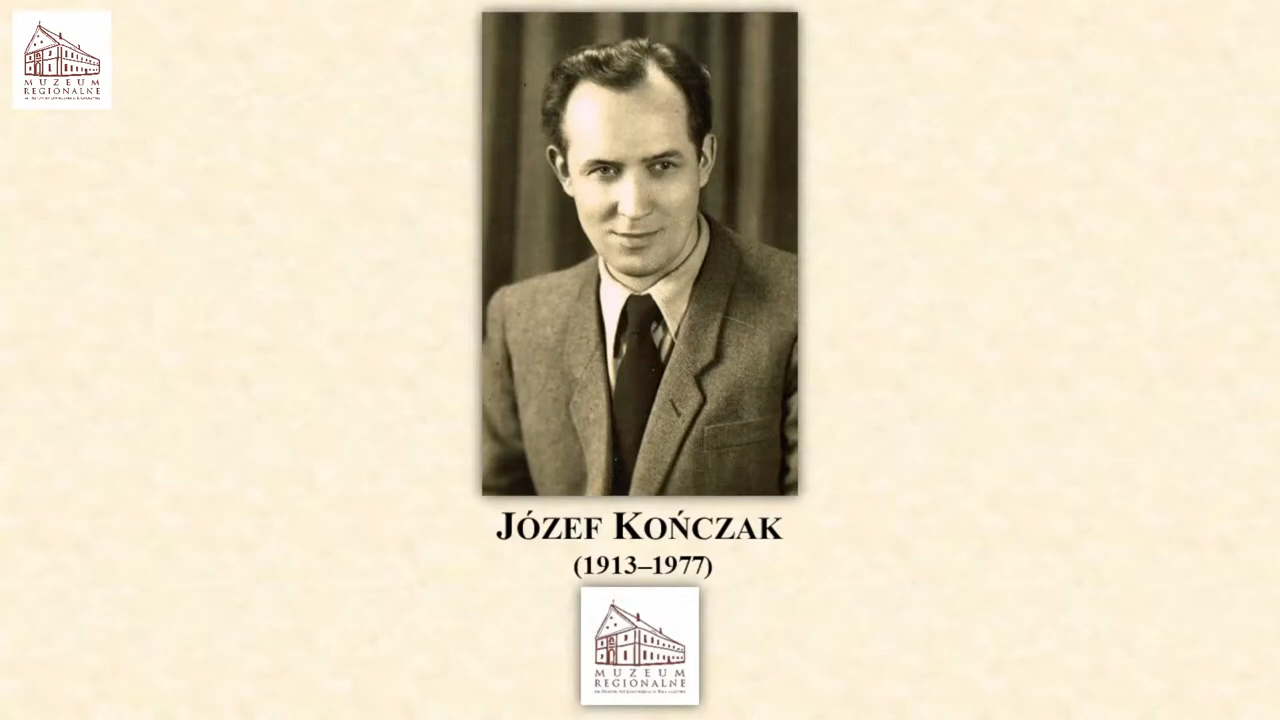 MUZEUM
REGIONALNE
JÓZEF KOŃCZAK
(1913–1977)
MUZEUM
REGIONALNE